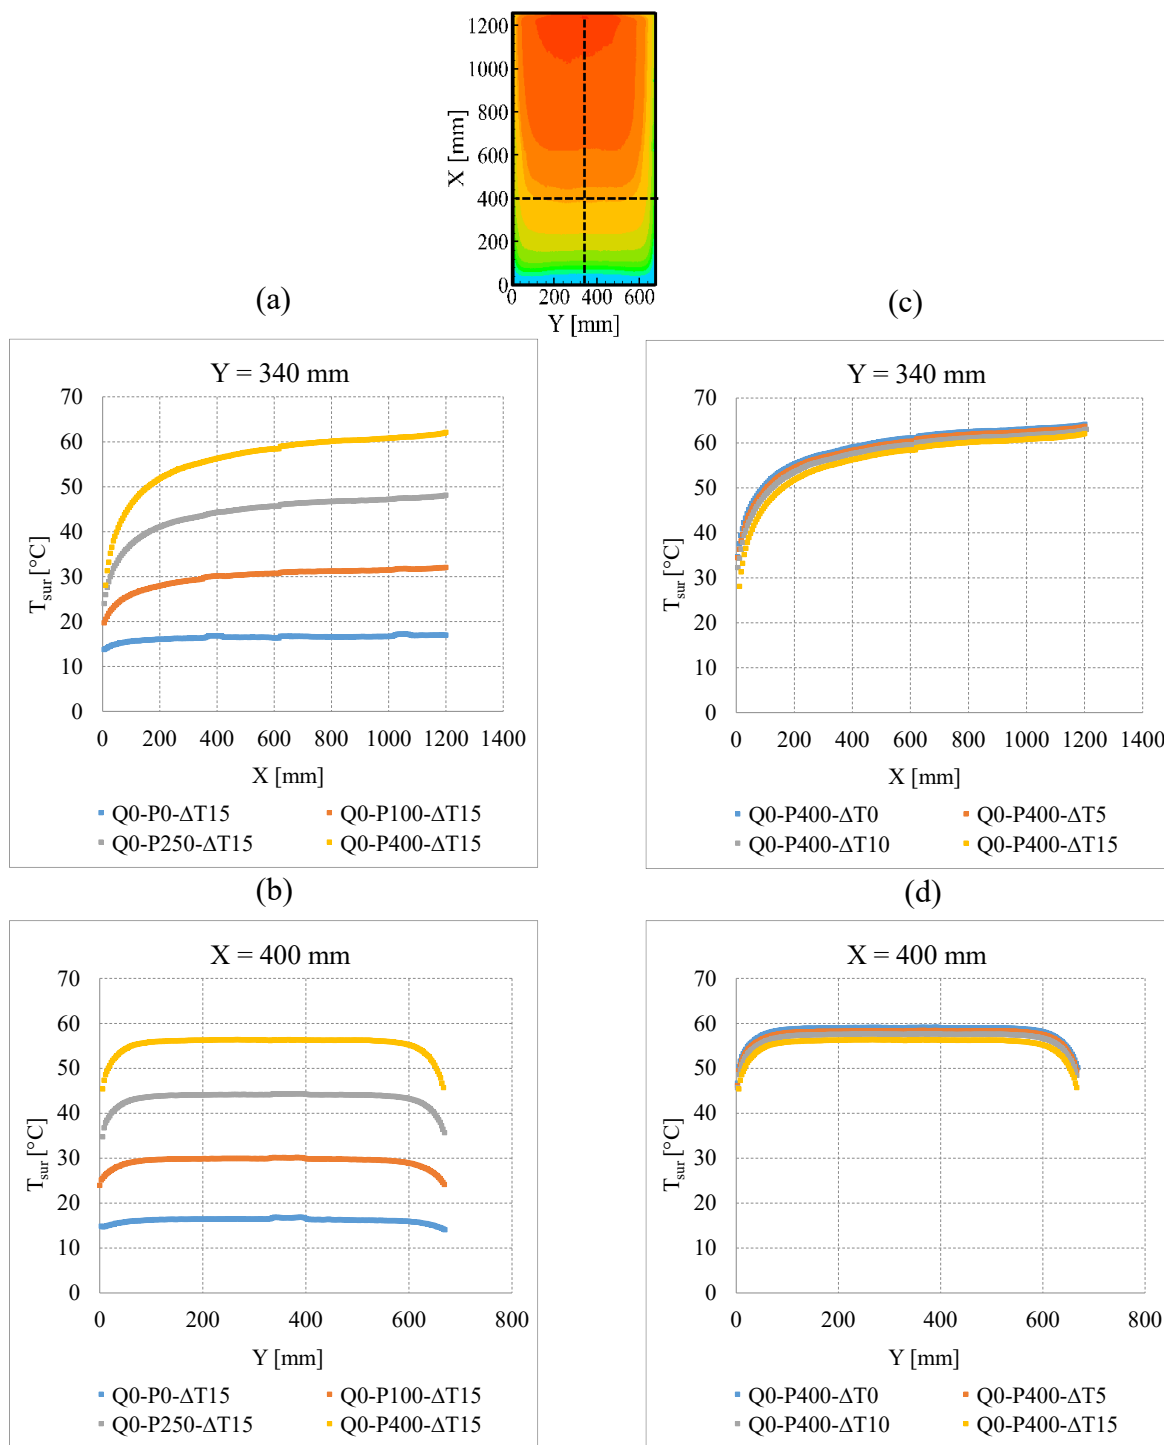 1200
1000
800
600
400
200
0
X [mm]
0 200 400 600
Y [mm]
(a)
(c)
Y = 340 mm
70
60
50
40
30
20
10
0
T_sur [°C]
0 200 400 600 800 1000 1200 1400
X [mm]
Q0-P0-ΔT15 Q0-P100-ΔT15
Q0-P250-ΔT15 Q0-P400-ΔT15
Y = 340 mm
70
60
50
40
30
20
10
0
T_sur [°C]
0 200 400 600 800 1000 1200 1400
X [mm]
Q0-P400-ΔT0 Q0-P400-ΔT5
Q0-P400-ΔT10 Q0-P400-ΔT15
(b)
(d)
X = 400 mm
70
60
50
40
30
20
10
0
T_sur [°C]
0 200 400 600 800
Y [mm]
Q0-P0-ΔT15 Q0-P100-ΔT15
Q0-P250-ΔT15 Q0-P400-ΔT15
X = 400 mm
70
60
50
40
30
20
10
0
T_sur [°C]
0 200 400 600 800
Y [mm]
Q0-P400-ΔT0 Q0-P400-ΔT5
Q0-P400-ΔT10 Q0-P400-ΔT15